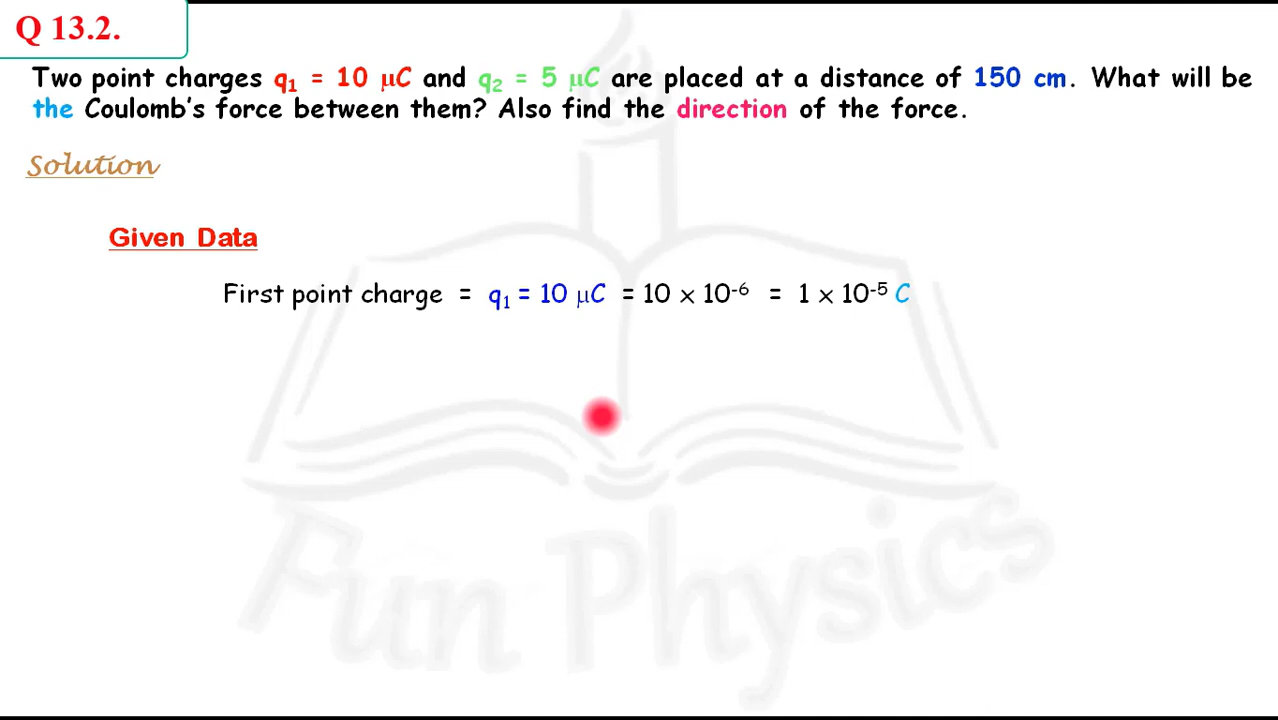 Q 13.2.
Two point charges q₁ = 10 μC and q₂ = 5 μC are placed at a distance of 150 cm. What will be
the Coulomb's force between them? Also find the direction of the force.
Solution
Given Data
First point charge = q₁ = 10 μC = 10 x 10⁻⁶ = 1 x 10⁻⁵ C
Fun Physics